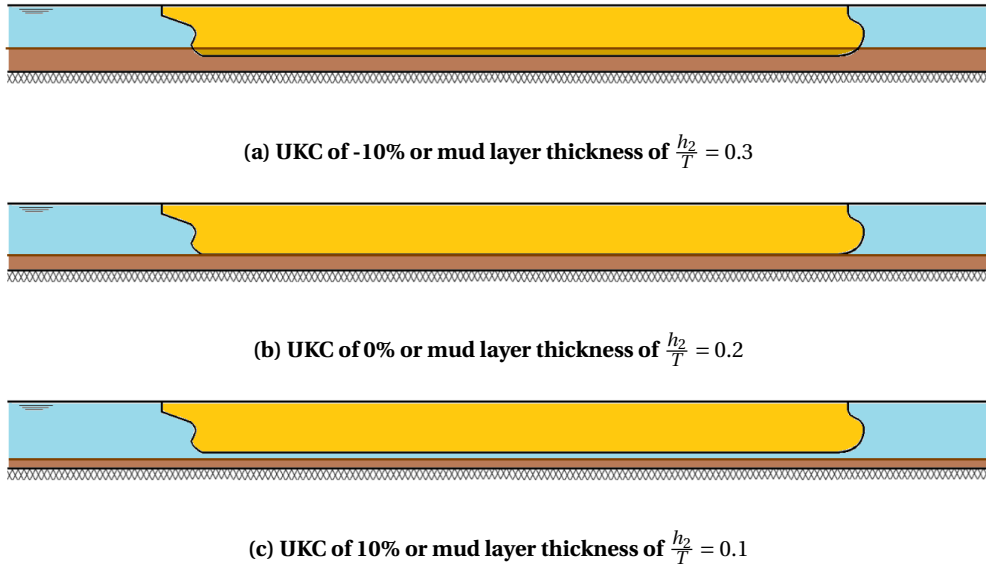 (a) UKC of -10% or mud layer thickness of h₂/T = 0.3
(b) UKC of 0% or mud layer thickness of h₂/T = 0.2
(c) UKC of 10% or mud layer thickness of h₂/T = 0.1